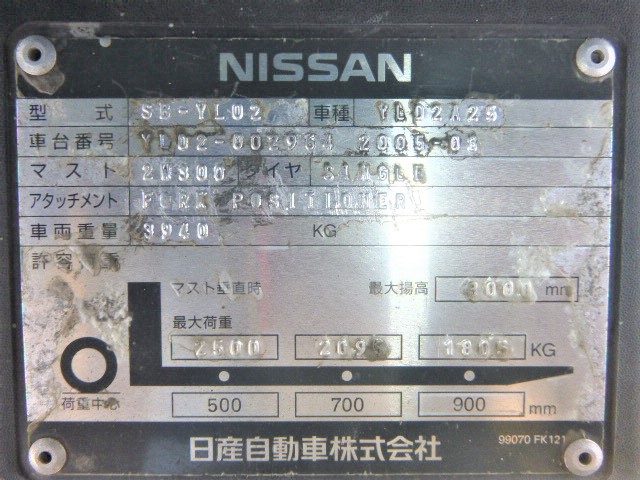 NISSAN
型 式 SB-YL02 車種 YL02A25
車台番号 YL02-002963 2005-03
マスト 2W300 タイヤ SINGLE
アタッチメント FORK POSITIONER
車両重量 3940 KG
許容荷重
マスト垂直時 最大揚高 3000 mm
最大荷重
2500 2095 1805 KG
荷重中心 500 700 900 mm
日産自動車株式会社 99070 FK121